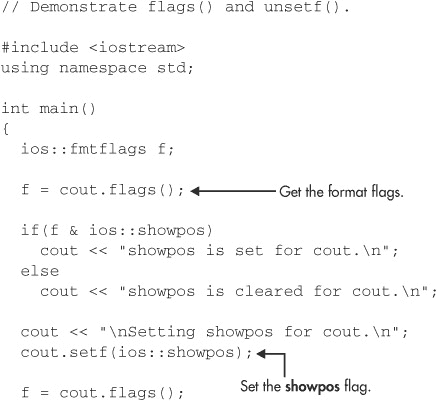 // Demonstrate flags() and unsetf().

#include <iostream>
using namespace std;

int main()
{
  ios::fmtflags f;

  f = cout.flags(); Get the format flags.

  if(f & ios::showpos)
    cout << "showpos is set for cout.\n";
  else
    cout << "showpos is cleared for cout.\n";

  cout << "\nSetting showpos for cout.\n";
  cout.setf(ios::showpos);
Set the showpos flag.
  f = cout.flags();